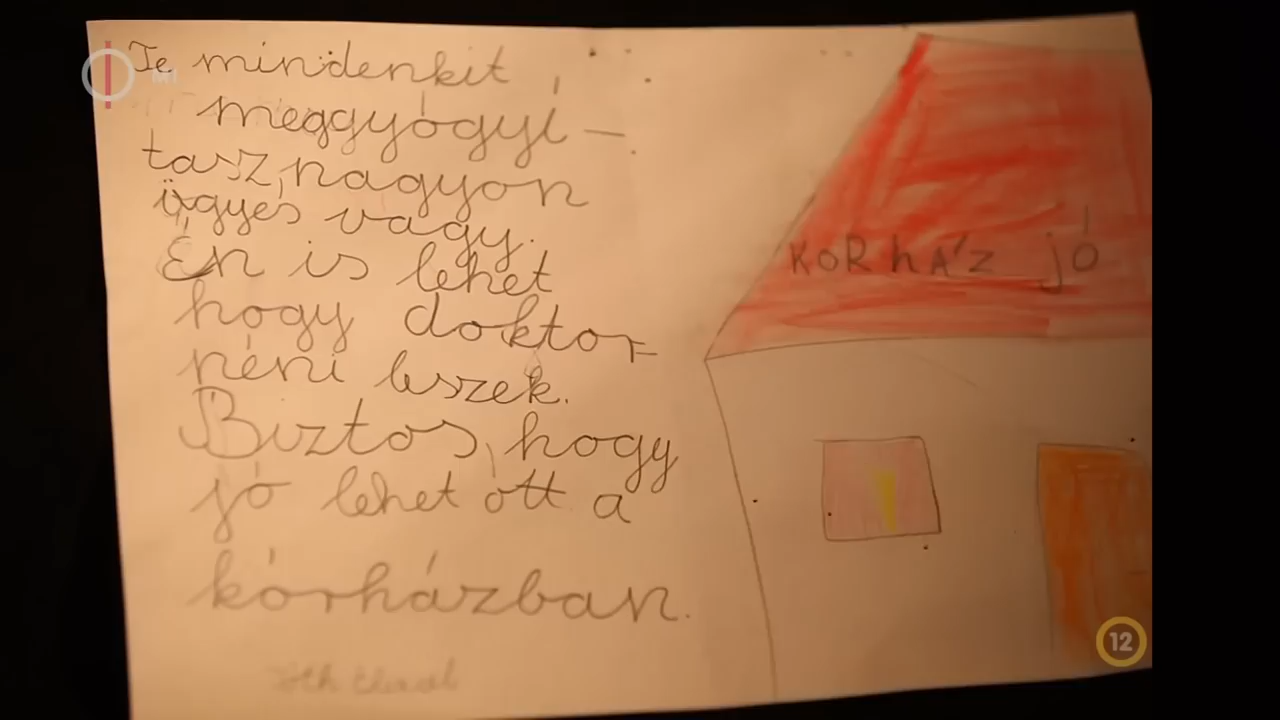 Te mindenkit
meggyógyí-
tasz, nagyon
ügyes vagy.
Én is lehet
hogy doktor
néni leszek.
Biztos, hogy
jó lehet ott a
kórházban.
KORHÁZ jó
M1
12